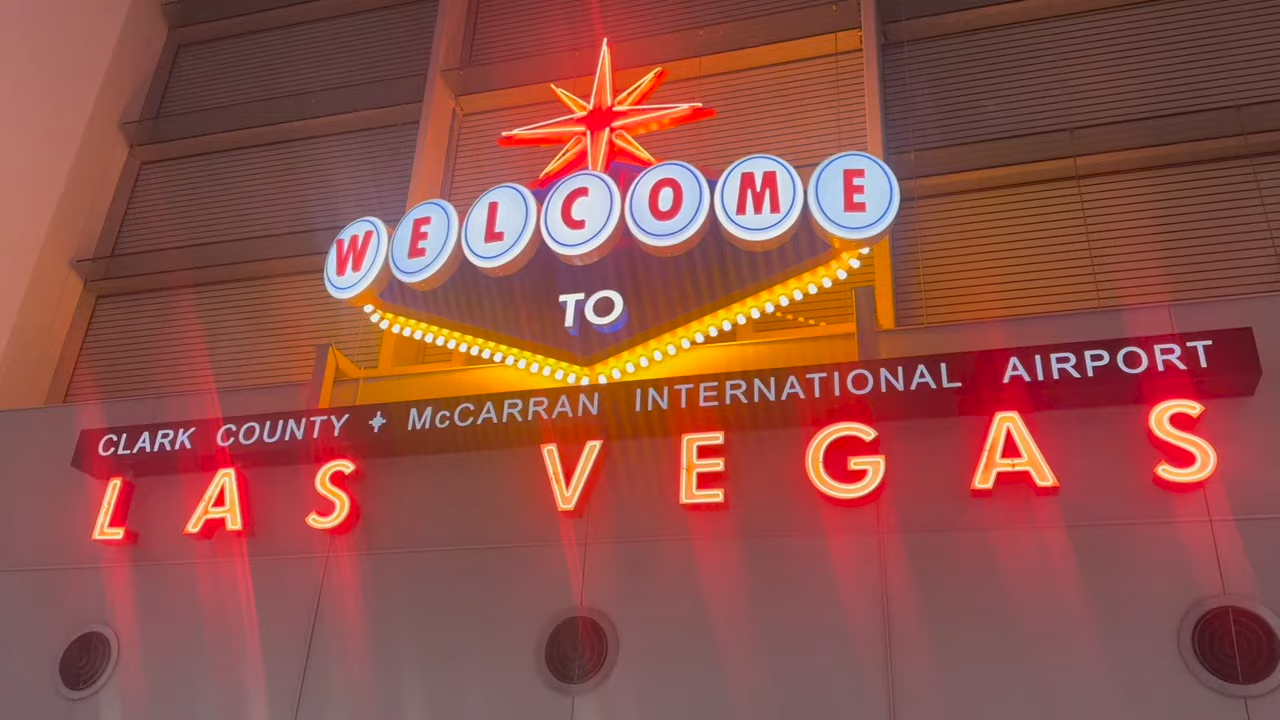 WELCOME
TO
CLARK COUNTY + McCARRAN INTERNATIONAL AIRPORT
LAS VEGAS